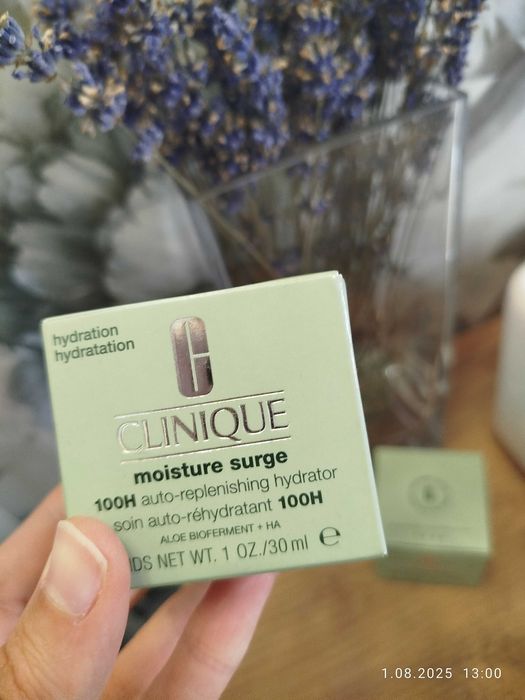 hydration
hydratation
CLINIQUE
moisture surge
100H auto-replenishing hydrator
soin auto-réhydratant 100H
ALOE BIOFERMENT + HA
NET WT. 1 OZ./30 ml e
1.08.2025 13:00